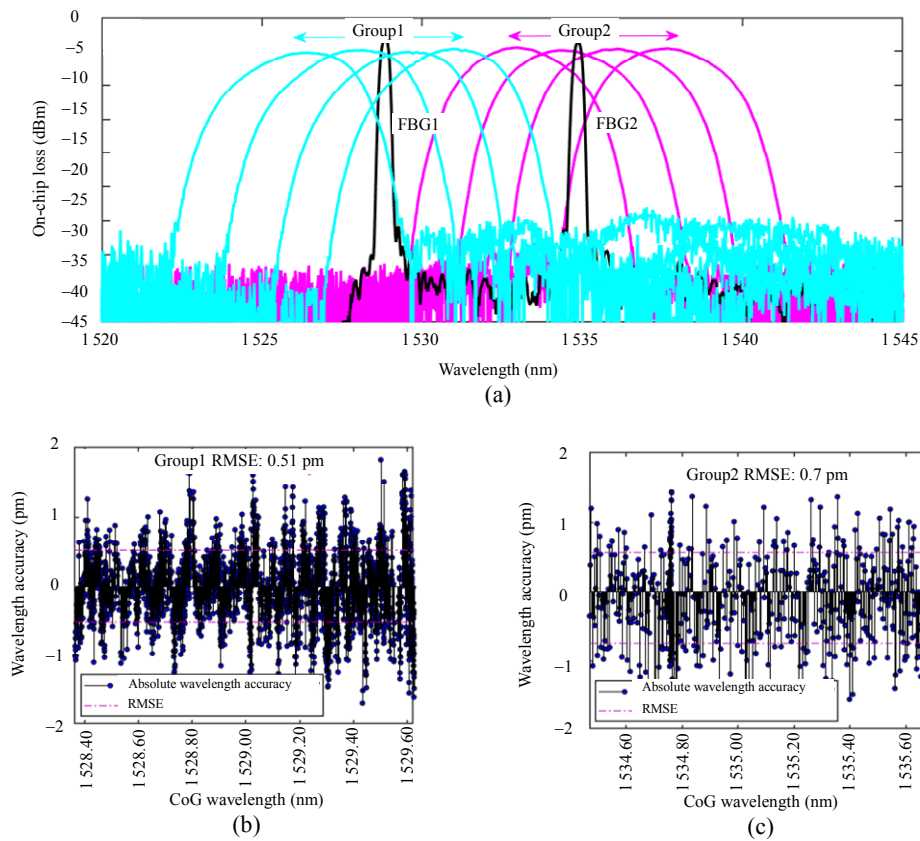 0
Group1 Group2
−5
−10
−15
FBG1 FBG2
−20
−25
−30
−35
−40
−45
On-chip loss (dBm)
1 520 1 525 1 530 1 535 1 540 1 545
Wavelength (nm)
(a)
2
Group1 RMSE: 0.51 pm
1
0
−1
−2
Wavelength accuracy (pm)
Absolute wavelength accuracy
RMSE
1 528.40 1 528.60 1 528.80 1 529.00 1 529.20 1 529.40 1 529.60
CoG wavelength (nm)
(b)
2
Group2 RMSE: 0.7 pm
1
0
−1
−2
Wavelength accuracy (pm)
Absolute wavelength accuracy
RMSE
1 534.60 1 534.80 1 535.00 1 535.20 1 535.40 1 535.60
CoG wavelength (nm)
(c)